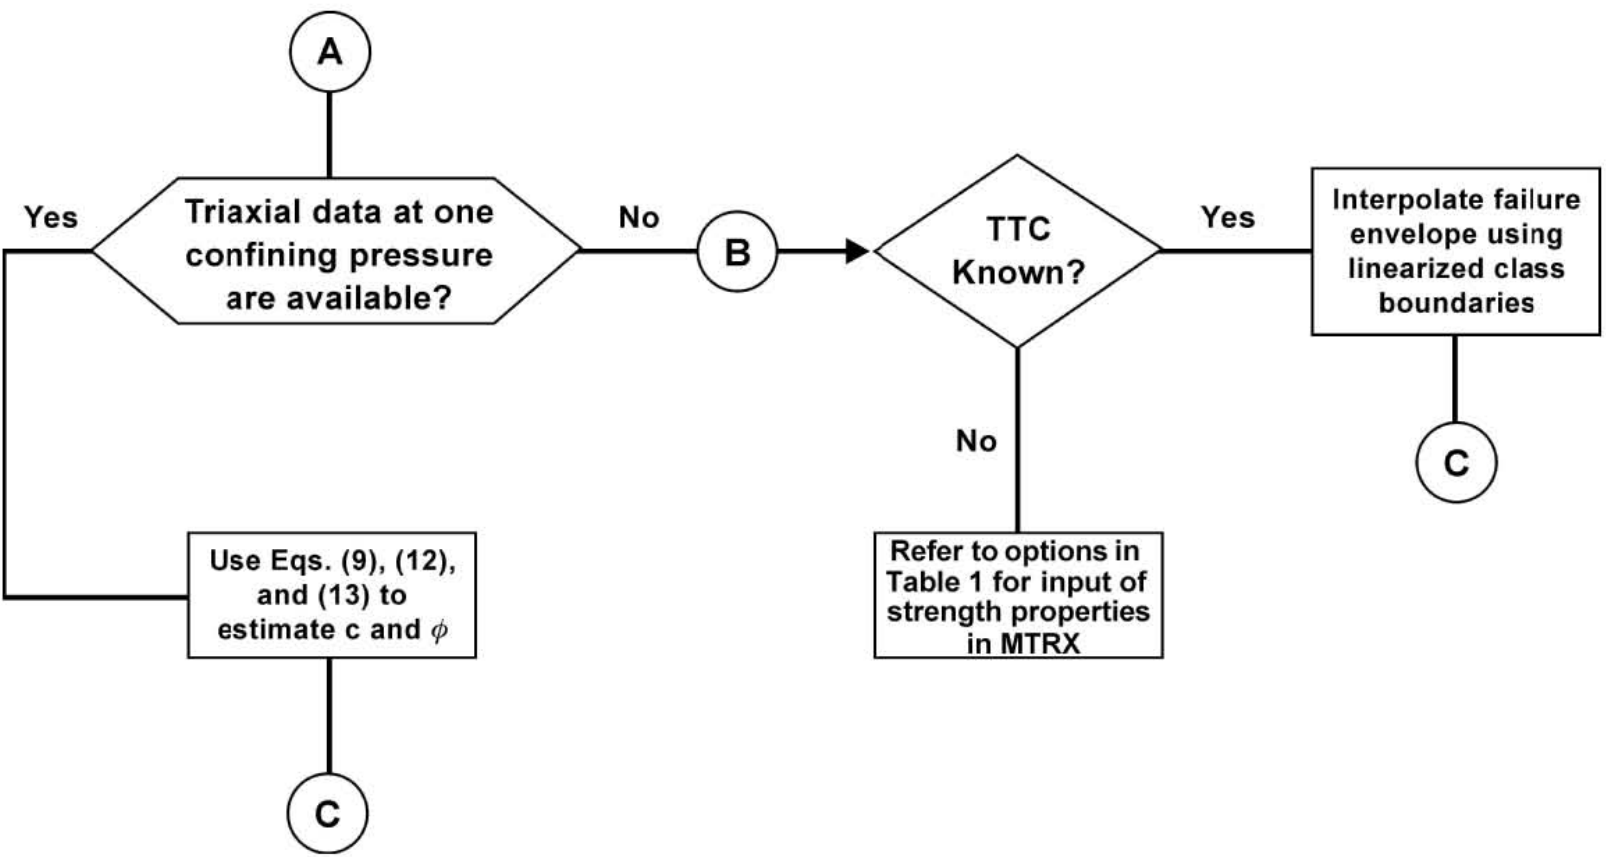 A
Yes
Triaxial data at one
confining pressure
are available?
No
B
TTC
Known?
Yes
Interpolate failure
envelope using
linearized class
boundaries
C
No
Use Eqs. (9), (12),
and (13) to
estimate c and ϕ
Refer to options in
Table 1 for input of
strength properties
in MTRX
C